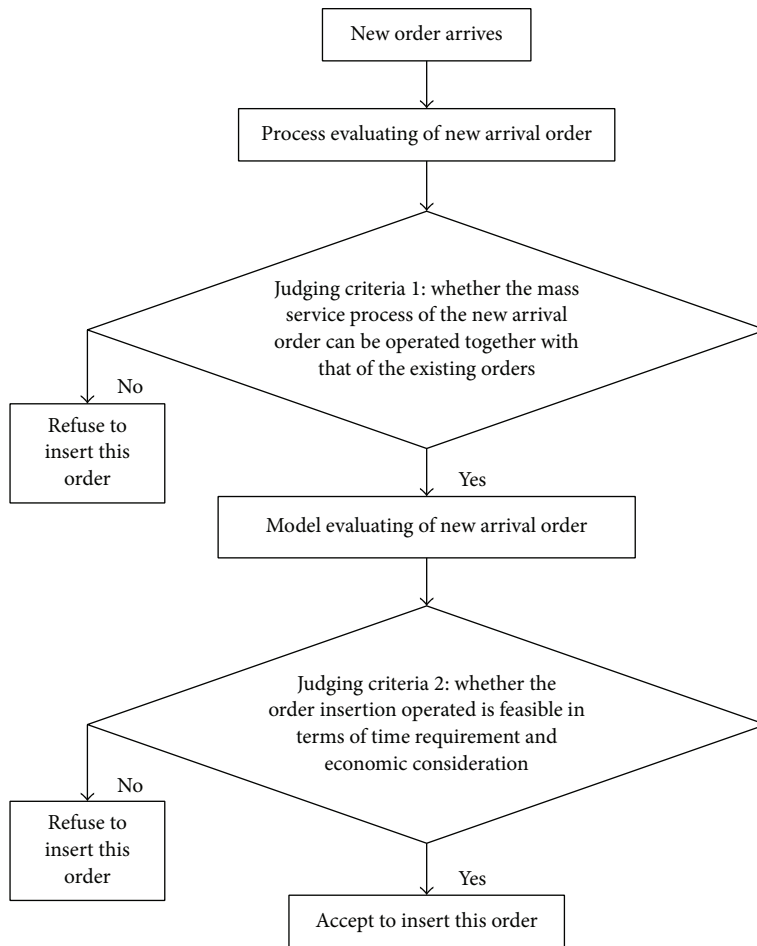 New order arrives
Process evaluating of new arrival order
Judging criteria 1: whether the mass
service process of the new arrival
order can be operated together with
that of the existing orders
No
Refuse to
insert this
order
Yes
Model evaluating of new arrival order
Judging criteria 2: whether the
order insertion operated is feasible in
terms of time requirement and
economic consideration
No
Refuse to
insert this
order
Yes
Accept to insert this order